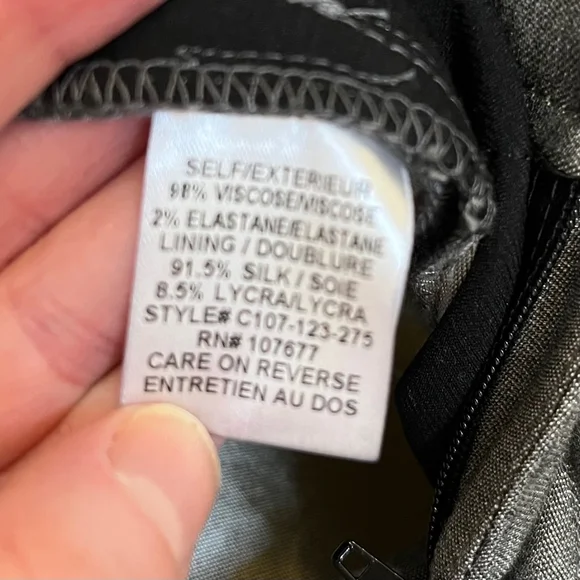 SELF/EXTERIEUR
98% VISCOSE/VISCOSE
2% ELASTANE/ELASTANE
LINING / DOUBLURE
91.5% SILK / SOIE
8.5% LYCRA/LYCRA
STYLE# C107-123-275
RN# 107677
CARE ON REVERSE
ENTRETIEN AU DOS